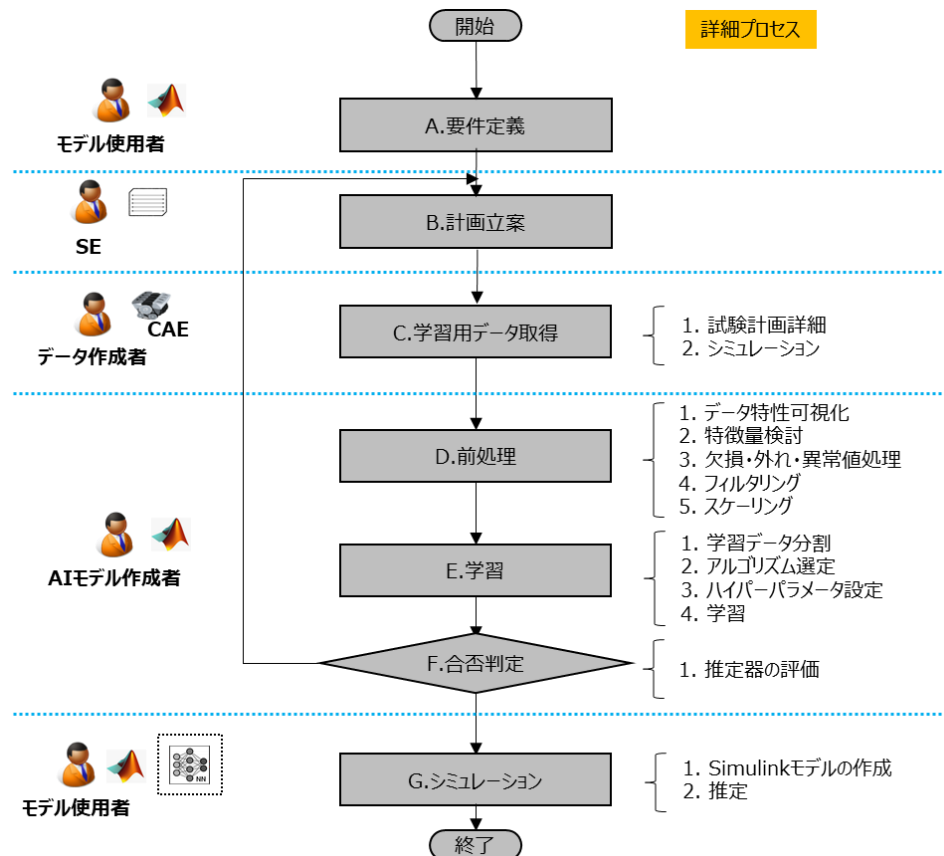 開始
詳細プロセス
モデル使用者
A.要件定義
SE
B.計画立案
CAE
データ作成者
C.学習用データ取得
1. 試験計画詳細
2. シミュレーション
D.前処理
1. データ特性可視化
2. 特徴量検討
3. 欠損・外れ・異常値処理
4. フィルタリング
5. スケーリング
AIモデル作成者
E.学習
1. 学習データ分割
2. アルゴリズム選定
3. ハイパーパラメータ設定
4. 学習
F.合否判定
1. 推定器の評価
NN
モデル使用者
G.シミュレーション
1. Simulinkモデルの作成
2. 推定
終了